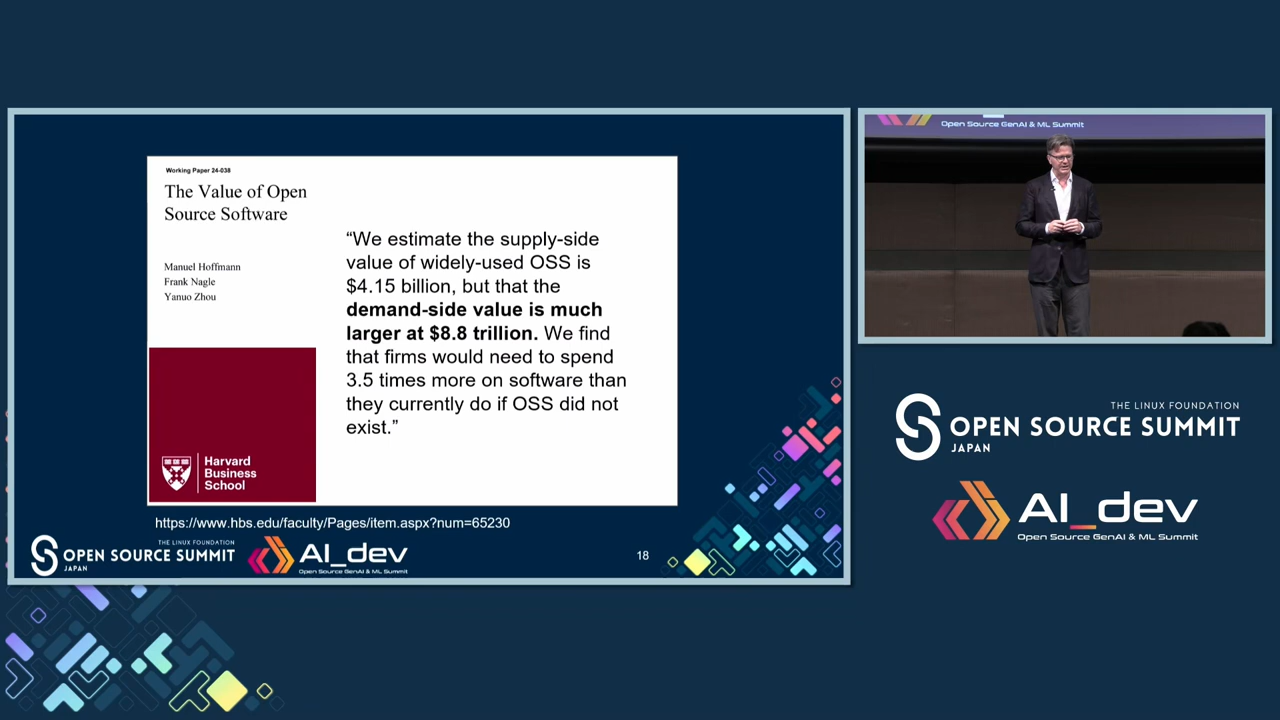 Working Paper 24-038
The Value of Open
Source Software
Manuel Hoffmann
Frank Nagle
Yanuo Zhou
Harvard
Business
School
“We estimate the supply-side
value of widely-used OSS is
$4.15 billion, but that the
demand-side value is much
larger at $8.8 trillion. We find
that firms would need to spend
3.5 times more on software than
they currently do if OSS did not
exist.”
https://www.hbs.edu/faculty/Pages/item.aspx?num=65230
THE LINUX FOUNDATION
OPEN SOURCE SUMMIT
JAPAN
AI_dev
Open Source GenAI & ML Summit
18
Open Source GenAI & ML Summit
THE LINUX FOUNDATION
OPEN SOURCE SUMMIT
JAPAN
AI_dev
Open Source GenAI & ML Summit